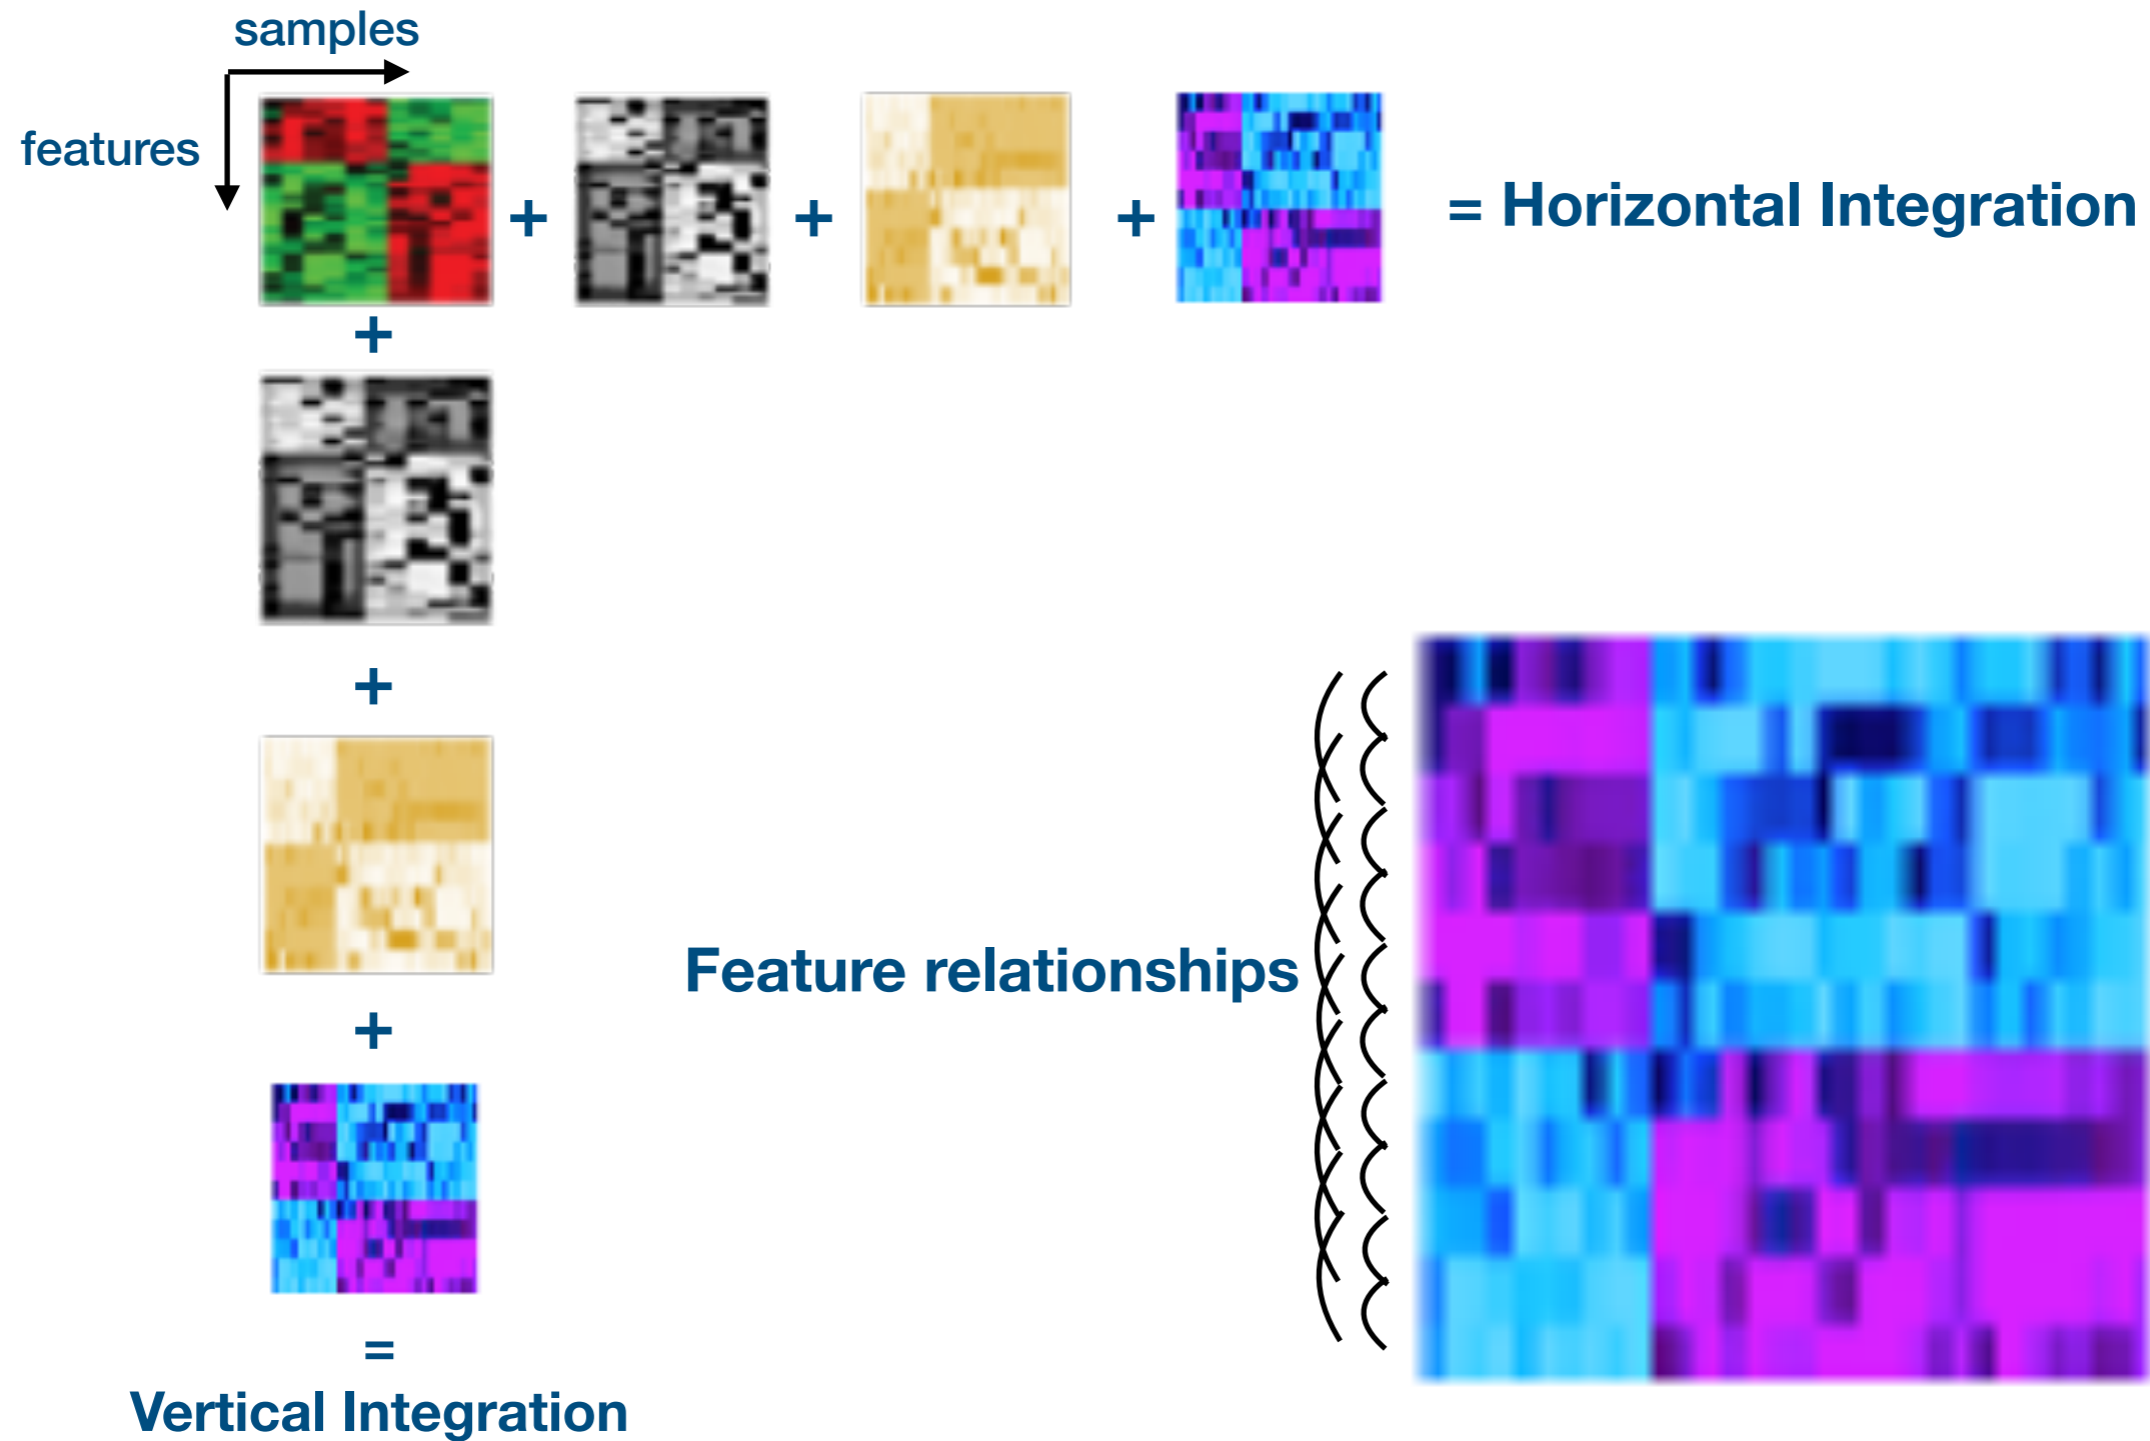 samples
features
+ + + = Horizontal Integration
+
+
Feature relationships
+
=
Vertical Integration